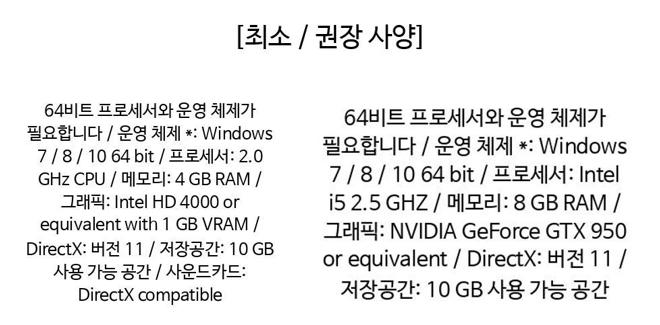 [최소 / 권장 사양]
64비트 프로세서와 운영 체제가
필요합니다 / 운영 체제 *: Windows
7 / 8 / 10 64 bit / 프로세서: 2.0
GHz CPU / 메모리: 4 GB RAM /
그래픽: Intel HD 4000 or
equivalent with 1 GB VRAM /
DirectX: 버전 11 / 저장공간: 10 GB
사용 가능 공간 / 사운드카드:
DirectX compatible
64비트 프로세서와 운영 체제가
필요합니다 / 운영 체제 *: Windows
7 / 8 / 10 64 bit / 프로세서: Intel
i5 2.5 GHZ / 메모리: 8 GB RAM /
그래픽: NVIDIA GeForce GTX 950
or equivalent / DirectX: 버전 11 /
저장공간: 10 GB 사용 가능 공간